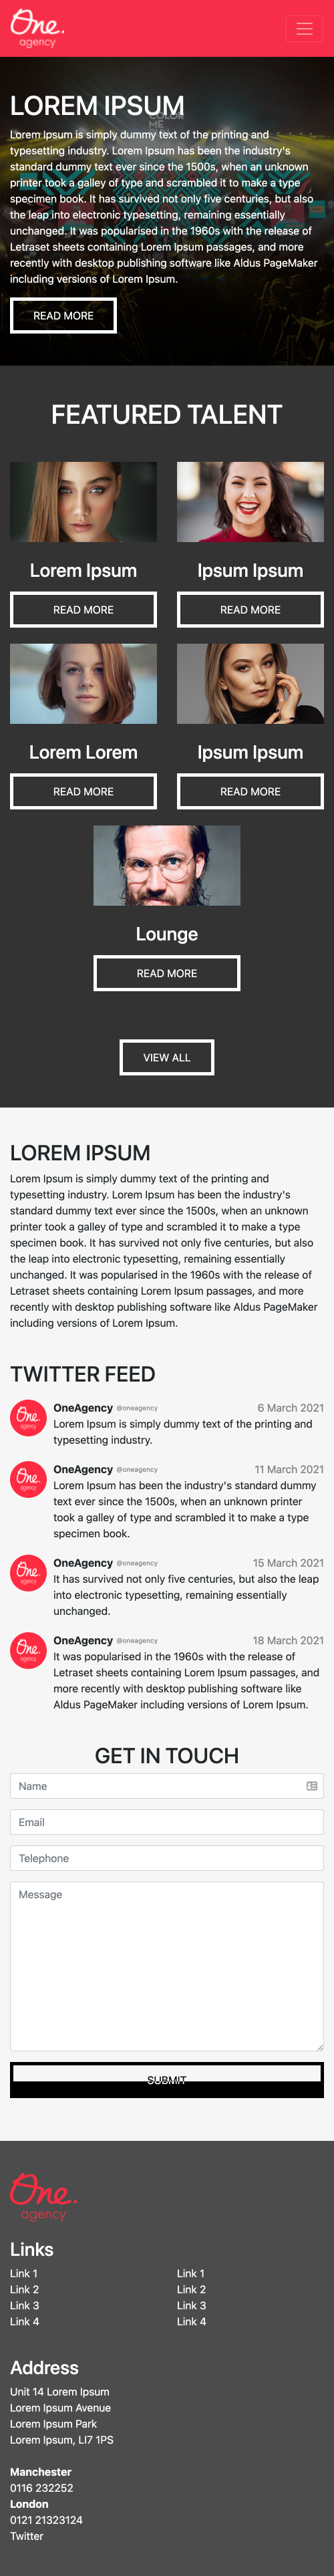 One.
agency
LOREM IPSUM
COLOR
ME
Lorem Ipsum is simply dummy text of the printing and
typesetting industry. Lorem Ipsum has been the industry's
standard dummy text ever since the 1500s, when an unknown
printer took a galley of type and scrambled it to make a type
specimen book. It has survived not only five centuries, but also
the leap into electronic typesetting, remaining essentially
unchanged. It was popularised in the 1960s with the release of
Letraset sheets containing Lorem Ipsum passages, and more
recently with desktop publishing software like Aldus PageMaker
including versions of Lorem Ipsum.
READ MORE
FEATURED TALENT
Lorem Ipsum
Ipsum Ipsum
READ MORE
READ MORE
Lorem Lorem
Ipsum Ipsum
READ MORE
READ MORE
Lounge
READ MORE
VIEW ALL
LOREM IPSUM
Lorem Ipsum is simply dummy text of the printing and
typesetting industry. Lorem Ipsum has been the industry's
standard dummy text ever since the 1500s, when an unknown
printer took a galley of type and scrambled it to make a type
specimen book. It has survived not only five centuries, but also
the leap into electronic typesetting, remaining essentially
unchanged. It was popularised in the 1960s with the release of
Letraset sheets containing Lorem Ipsum passages, and more
recently with desktop publishing software like Aldus PageMaker
including versions of Lorem Ipsum.
TWITTER FEED
One.
agency
OneAgency @oneagency 6 March 2021
Lorem Ipsum is simply dummy text of the printing and
typesetting industry.
One.
agency
OneAgency @oneagency 11 March 2021
Lorem Ipsum has been the industry's standard dummy
text ever since the 1500s, when an unknown printer
took a galley of type and scrambled it to make a type
specimen book.
One.
agency
OneAgency @oneagency 15 March 2021
It has survived not only five centuries, but also the leap
into electronic typesetting, remaining essentially
unchanged.
One.
agency
OneAgency @oneagency 18 March 2021
It was popularised in the 1960s with the release of
Letraset sheets containing Lorem Ipsum passages, and
more recently with desktop publishing software like
Aldus PageMaker including versions of Lorem Ipsum.
GET IN TOUCH
Name
Email
Telephone
Message
SUBMIT
One.
agency
Links
Link 1
Link 2
Link 3
Link 4
Link 1
Link 2
Link 3
Link 4
Address
Unit 14 Lorem Ipsum
Lorem Ipsum Avenue
Lorem Ipsum Park
Lorem Ipsum, LI7 1PS
Manchester
0116 232252
London
0121 21323124
Twitter